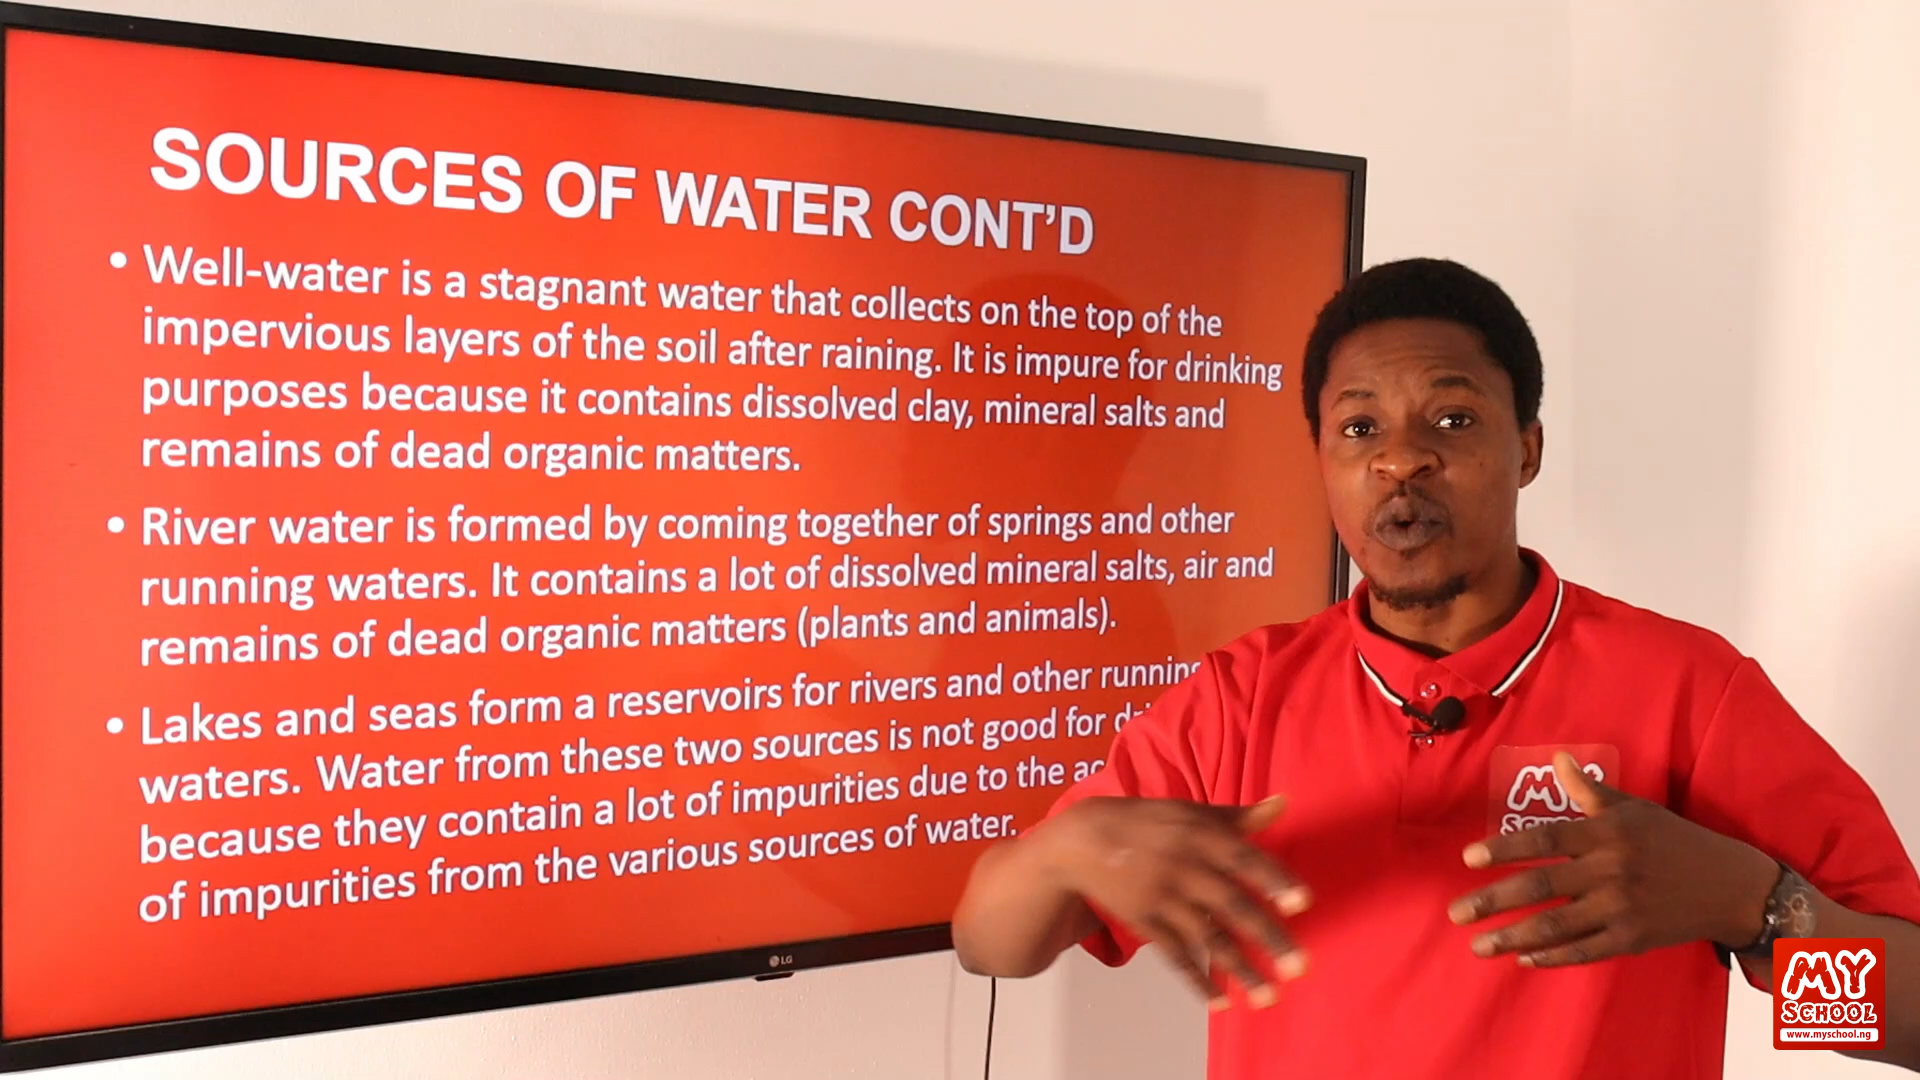 SOURCES OF WATER CONT'D
• Well-water is a stagnant water that collects on the top of the
impervious layers of the soil after raining. It is impure for drinking
purposes because it contains dissolved clay, mineral salts and
remains of dead organic matters.
• River water is formed by coming together of springs and other
running waters. It contains a lot of dissolved mineral salts, air and
remains of dead organic matters (plants and animals).
• Lakes and seas form a reservoirs for rivers and other running
waters. Water from these two sources is not good for
because they contain a lot of impurities due to the
of impurities from the various sources of water.
LG
MY
SCHOOL
MY
SCHOOL
www.myschool.ng